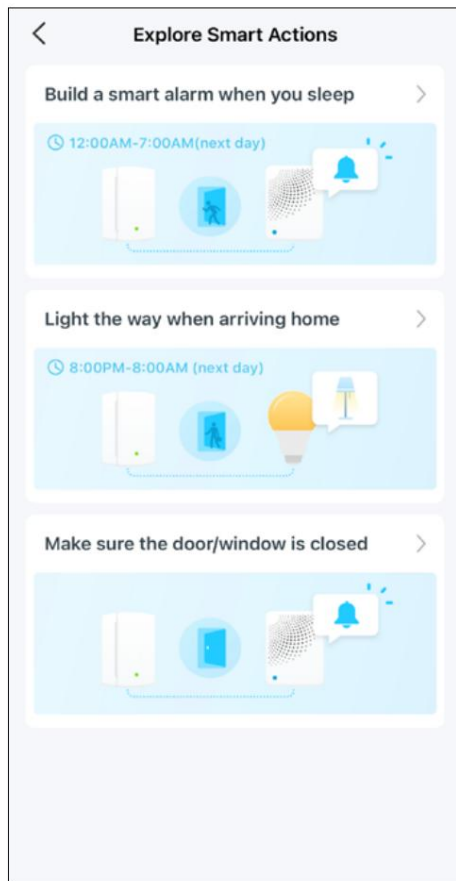 Explore Smart Actions
Build a smart alarm when you sleep
12:00AM-7:00AM(next day)
Light the way when arriving home
8:00PM-8:00AM (next day)
Make sure the door/window is closed